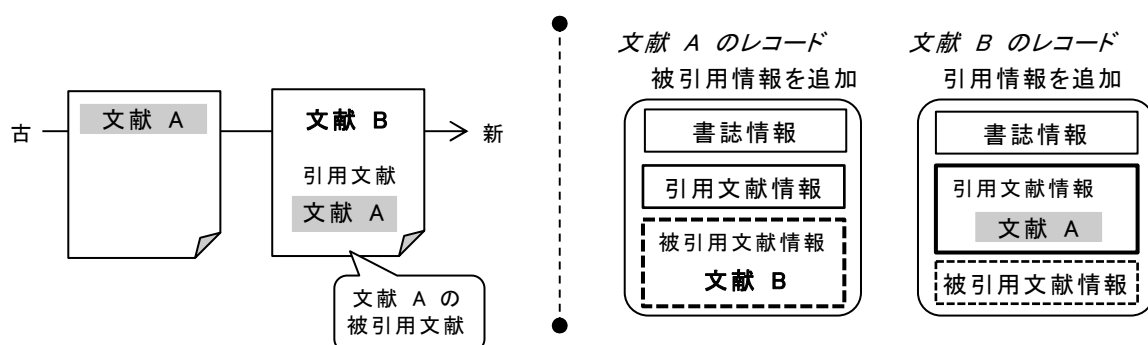 古
文献 A
文献 B
引用文献
文献 A
新
文献 A の
被引用文献
文献 A のレコード
被引用情報を追加
書誌情報
引用文献情報
被引用文献情報
文献 B
文献 B のレコード
引用情報を追加
書誌情報
引用文献情報
文献 A
被引用文献情報